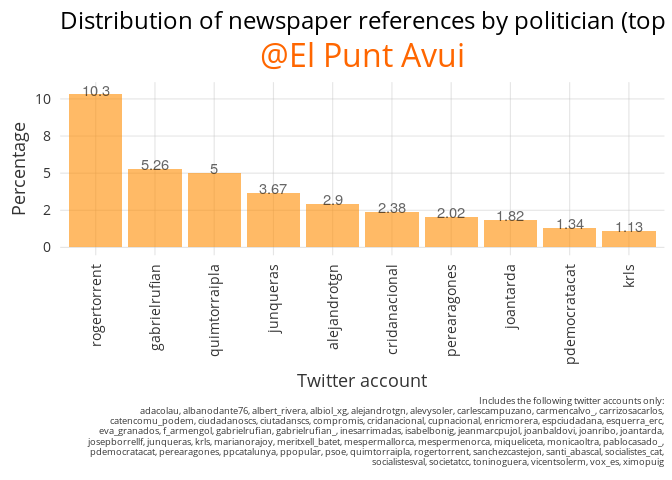 Distribution of newspaper references by politician (top
@El Punt Avui
Percentage
10
8
5
2
0
10.3
5.26
5
3.67
2.9
2.38
2.02
1.82
1.34
1.13
rogertorrent
gabrielrufian
quimtorraipla
junqueras
alejandrotgn
cridanacional
perearagones
joantarda
pdemocratacat
krls
Twitter account
Includes the following twitter accounts only:
adacolau, albanodante76, albert_rivera, albiol_xg, alejandrotgn, alevysoler, carlescampuzano, carmencalvo_, carrizosacarlos,
catencomu_podem, ciudadanoscs, ciutadanscs, compromis, cridanacional, cupnacional, enricmorera, espciudadana, esquerra_erc,
eva_granados, f_armengol, gabrielrufian, gabrielrufian_, inesarrimadas, isabelbonig, jeanmarcpujol, joanbaldovi, joanribo, joantarda,
josepborrellf, junqueras, krls, marianorajoy, meritxell_batet, mespermallorca, mespermenorca, miqueliceta, monicaoltra, pablocasado_,
pdemocratacat, perearagones, ppcatalunya, ppopular, psoe, quimtorraipla, rogertorrent, sanchezcastejon, santi_abascal, socialistes_cat,
socialistesval, societatcc, toninoguera, vicentsolerm, vox_es, ximopuig